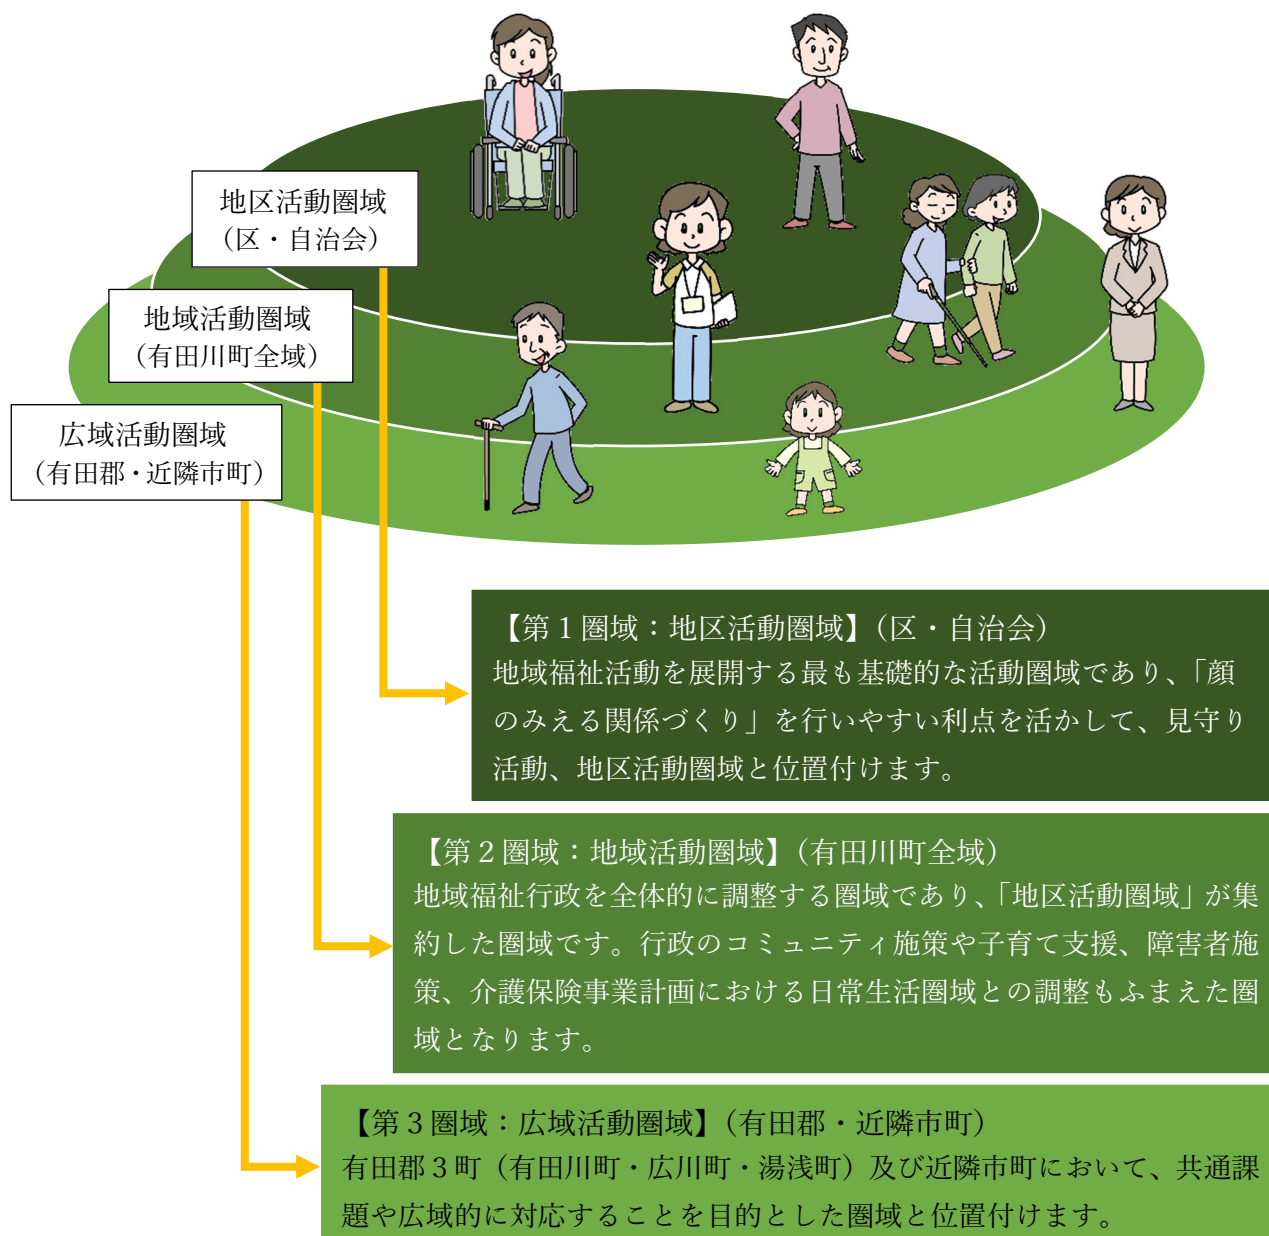 地区活動圏域
（区・自治会）
地域活動圏域
（有田川町全域）
広域活動圏域
（有田郡・近隣市町）
【第１圏域：地区活動圏域】（区・自治会）
地域福祉活動を展開する最も基礎的な活動圏域であり、「顔
のみえる関係づくり」を行いやすい利点を活かして、見守り
活動、地区活動圏域と位置付けます。
【第２圏域：地域活動圏域】（有田川町全域）
地域福祉行政を全体的に調整する圏域であり、「地区活動圏域」が集
約した圏域です。行政のコミュニティ施策や子育て支援、障害者施
策、介護保険事業計画における日常生活圏域との調整もふまえた圏
域となります。
【第３圏域：広域活動圏域】（有田郡・近隣市町）
有田郡３町（有田川町・広川町・湯浅町）及び近隣市町において、共通課
題や広域的に対応することを目的とした圏域と位置付けます。